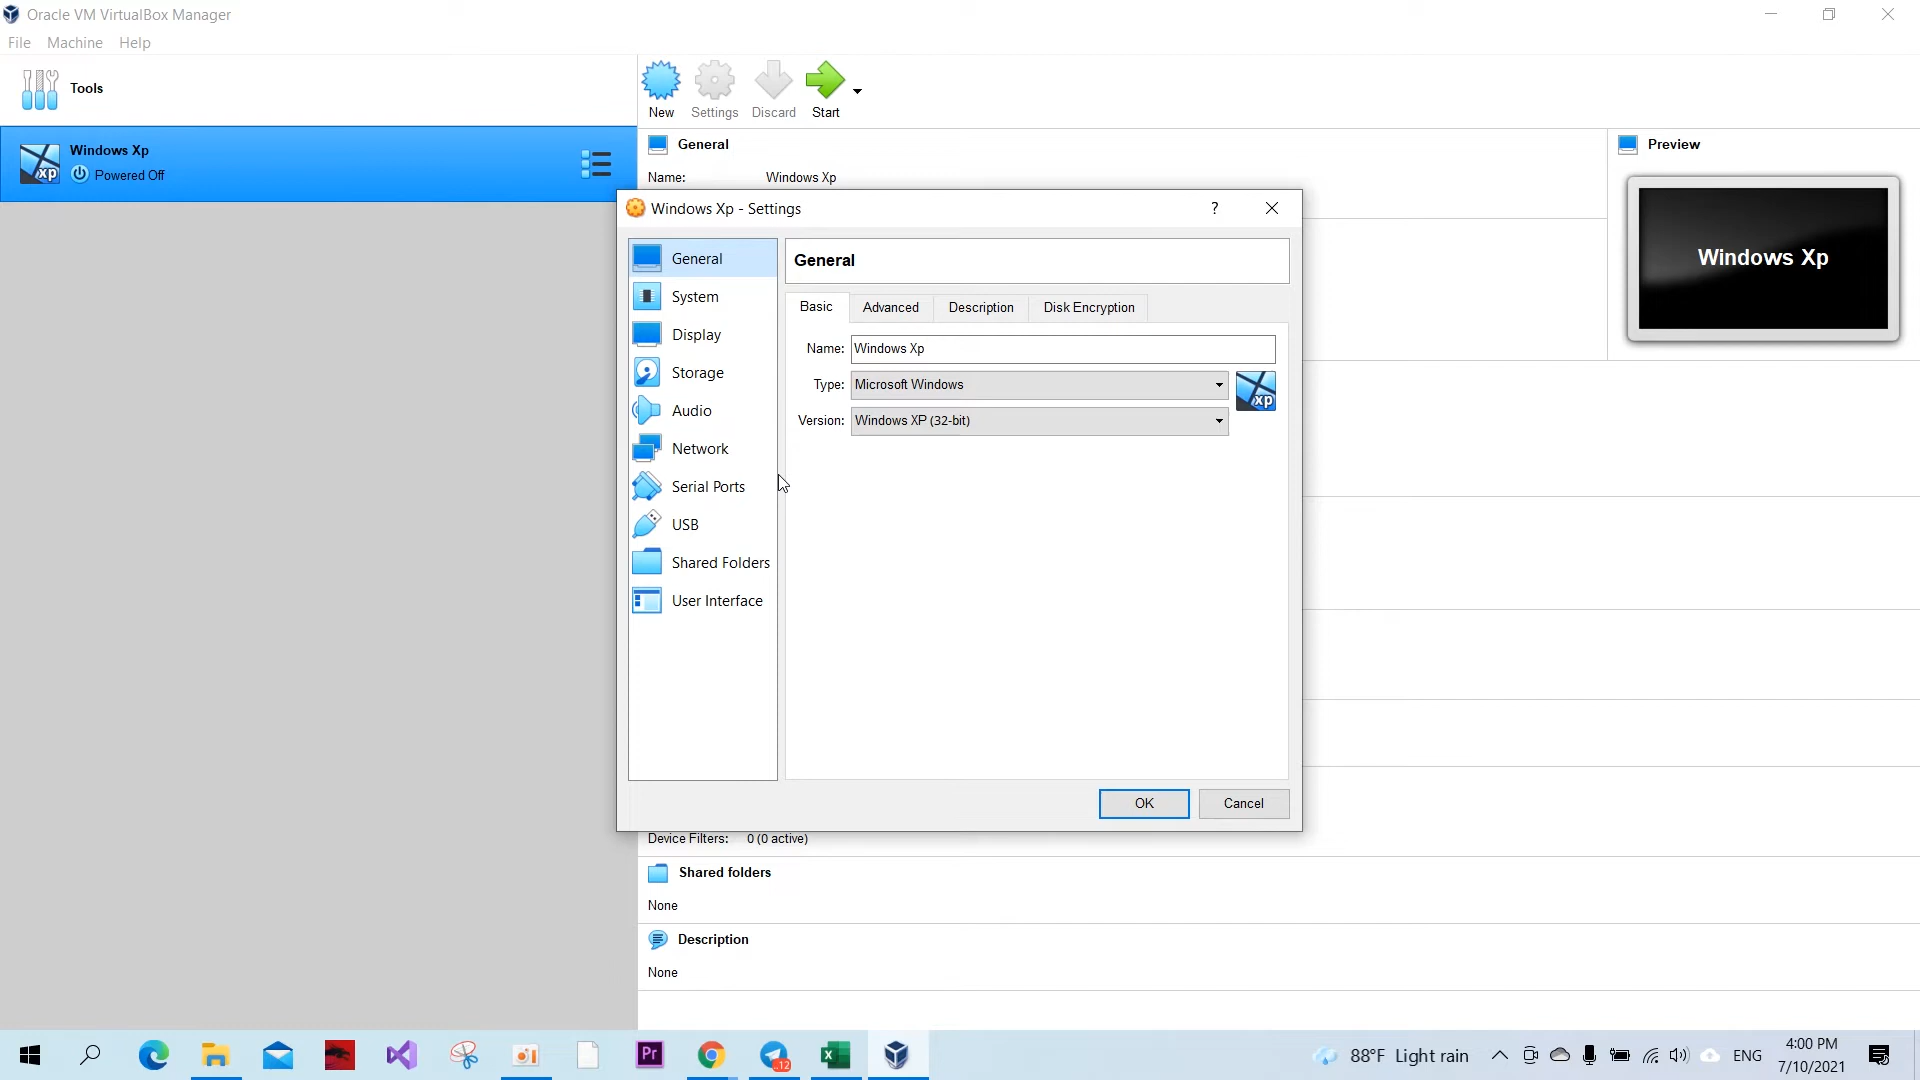 Oracle VM VirtualBox Manager
File Machine Help
Tools
New Settings Discard Start
Windows Xp
Powered Off
xp
General
Name: Windows Xp
Preview
Windows Xp
Windows Xp - Settings
?
General
System
Display
Storage
Audio
Network
Serial Ports
USB
Shared Folders
User Interface
General
Basic Advanced Description Disk Encryption
Name: Windows Xp
Type: Microsoft Windows
xp
Version: Windows XP (32-bit)
OK Cancel
Device Filters: 0 (0 active)
Shared folders
None
Description
None
Pr
12
88°F Light rain
ENG
4:00 PM
7/10/2021